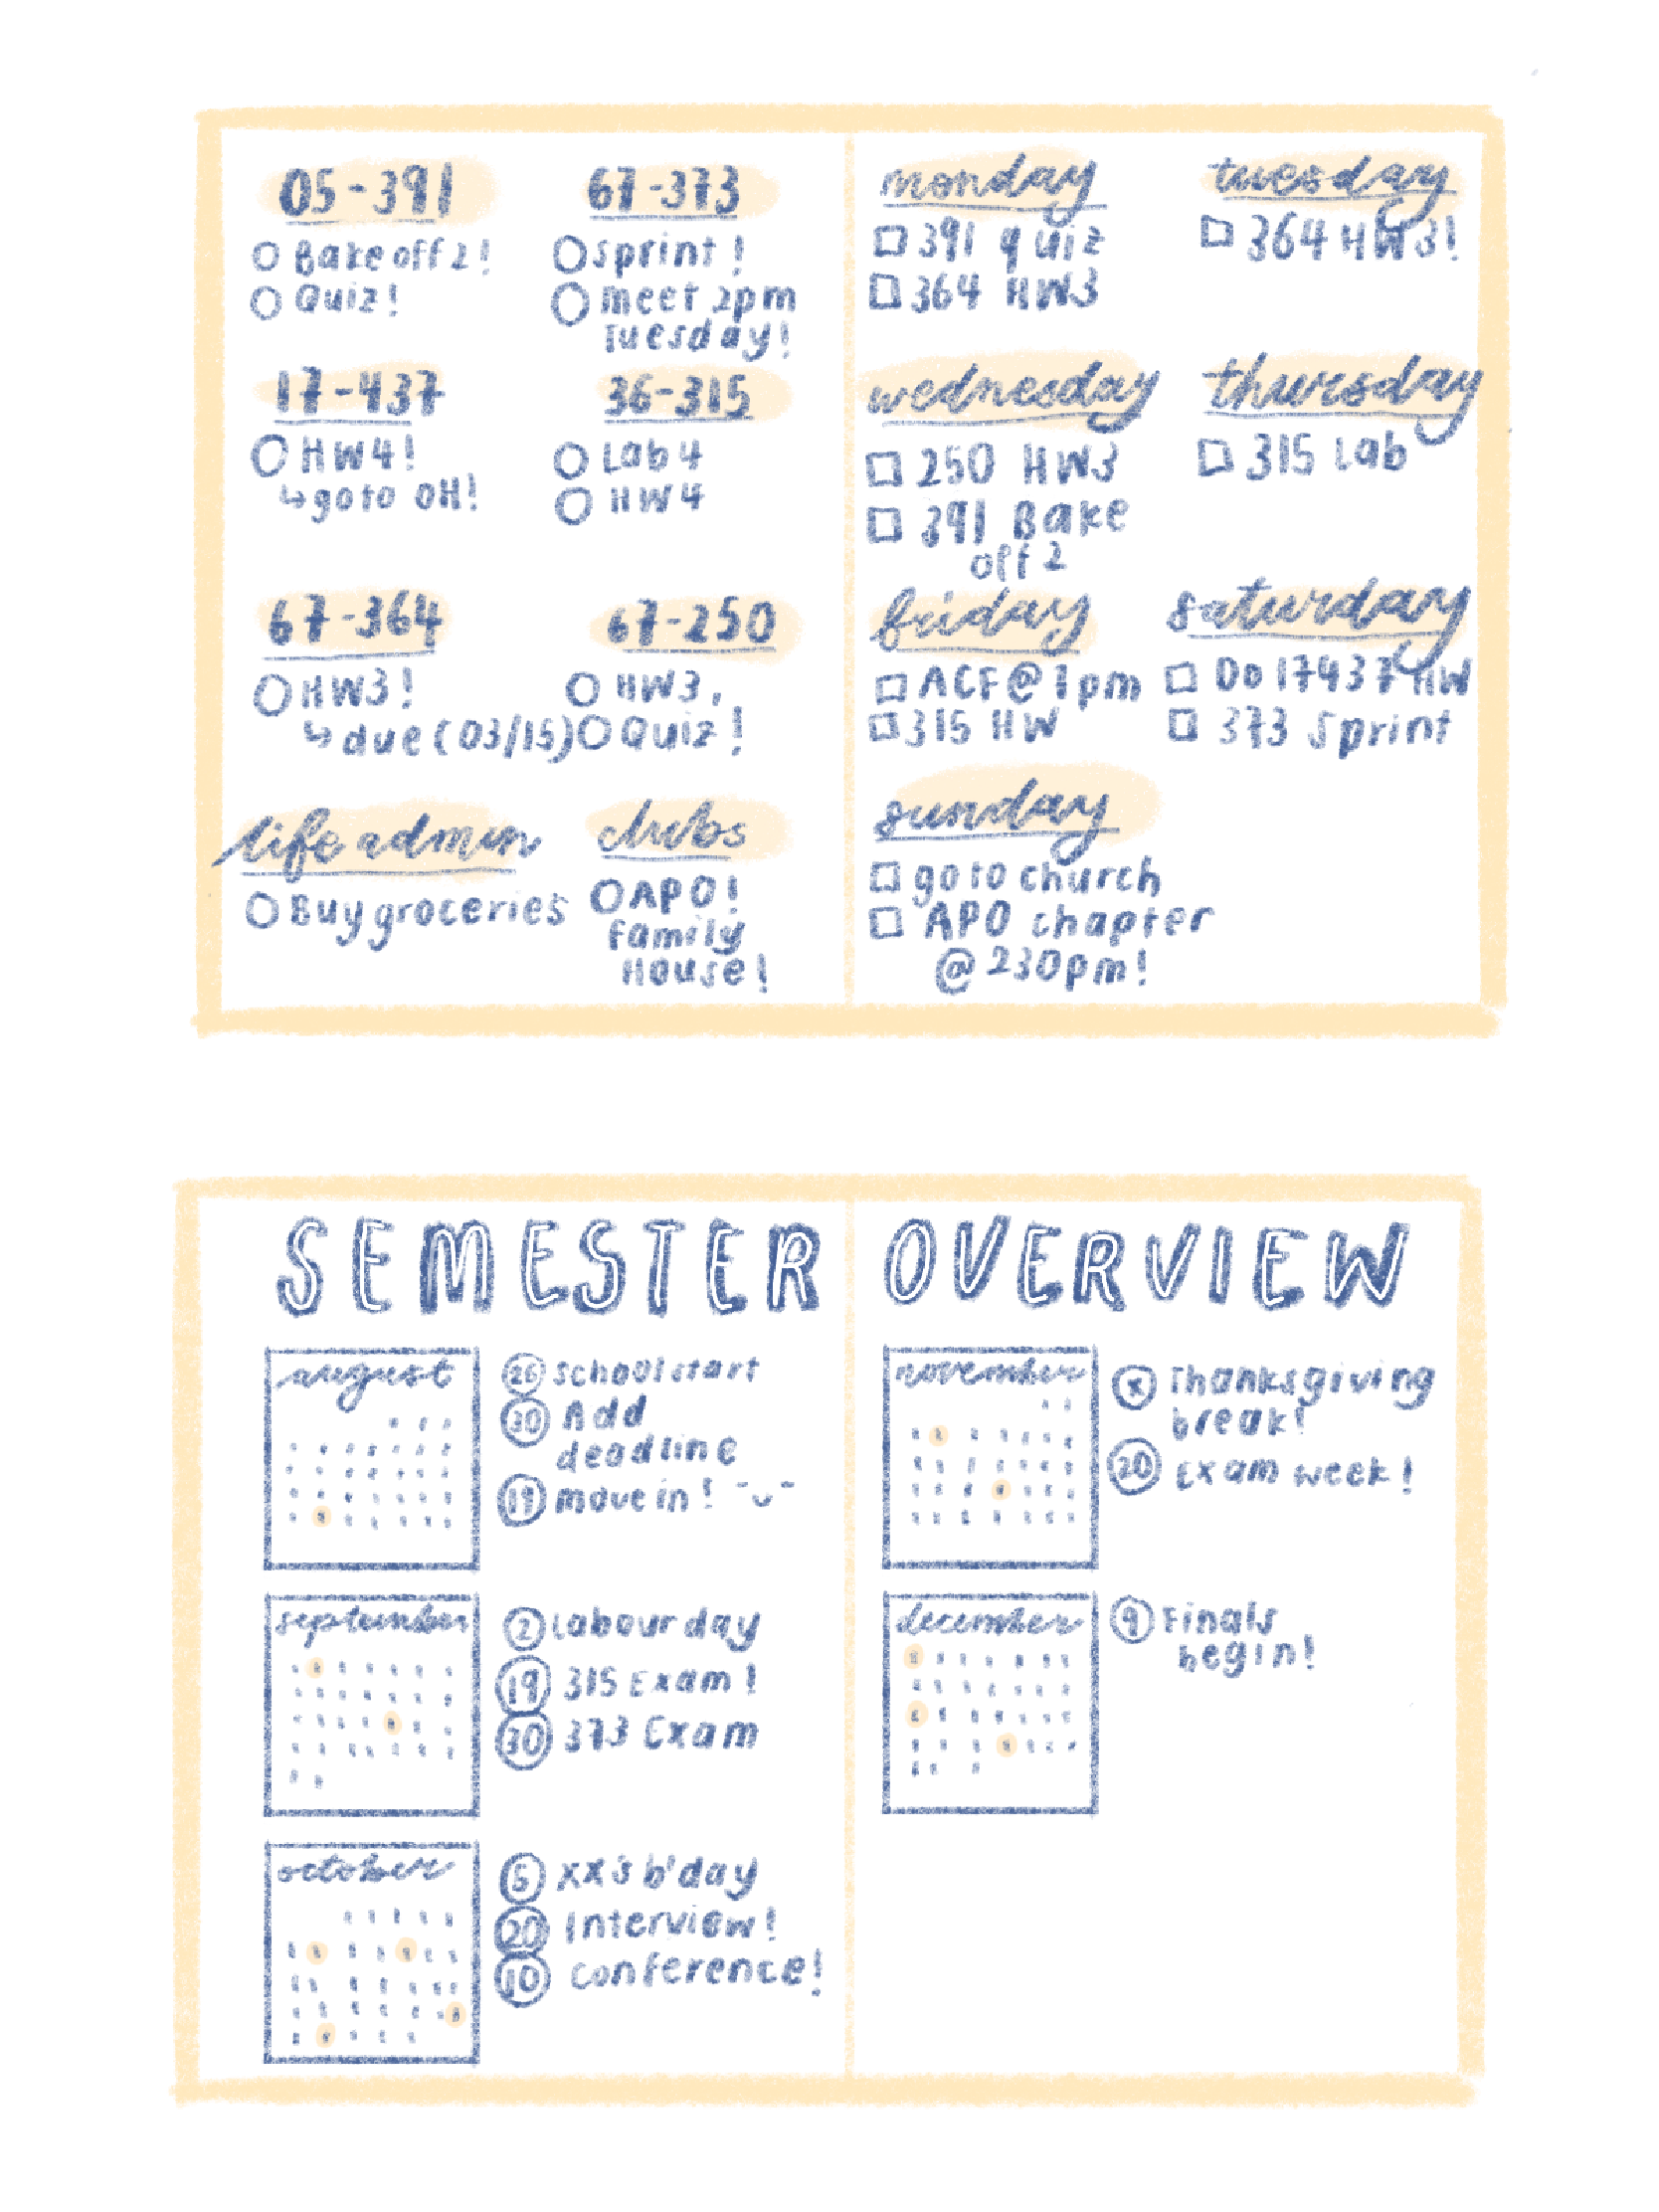 05-391
Bake off 2!
Quiz!
67-373
Sprint!
meet 2pm
Tuesday!
17-437
HW4!
↳ go to OH!
36-315
Lab 4
HW4
67-364
HW3!
↳ due (03/15)
67-250
HW3,
Quiz!
life admin
Buy groceries
clubs
APO!
family
House!
monday
391 quiz
364 HW3
tuesday
364 HW3!
wednesday
250 HW3
391 Bake
off 2
thursday
315 Lab
friday
ACF @ 7pm
315 HW
saturday
Do 17437 HW
373 Sprint
sunday
go to church
APO chapter
@ 230pm!
SEMESTER OVERVIEW
august
26 school start
30 Add
deadline
19 move in!
september
2 Labour day
19 315 Exam!
30 373 Exam
october
5 XX's b'day
20 Interview!
10 conference!
november
x Thanksgiving
break!
20 Exam week!
december
9 Finals
begin!